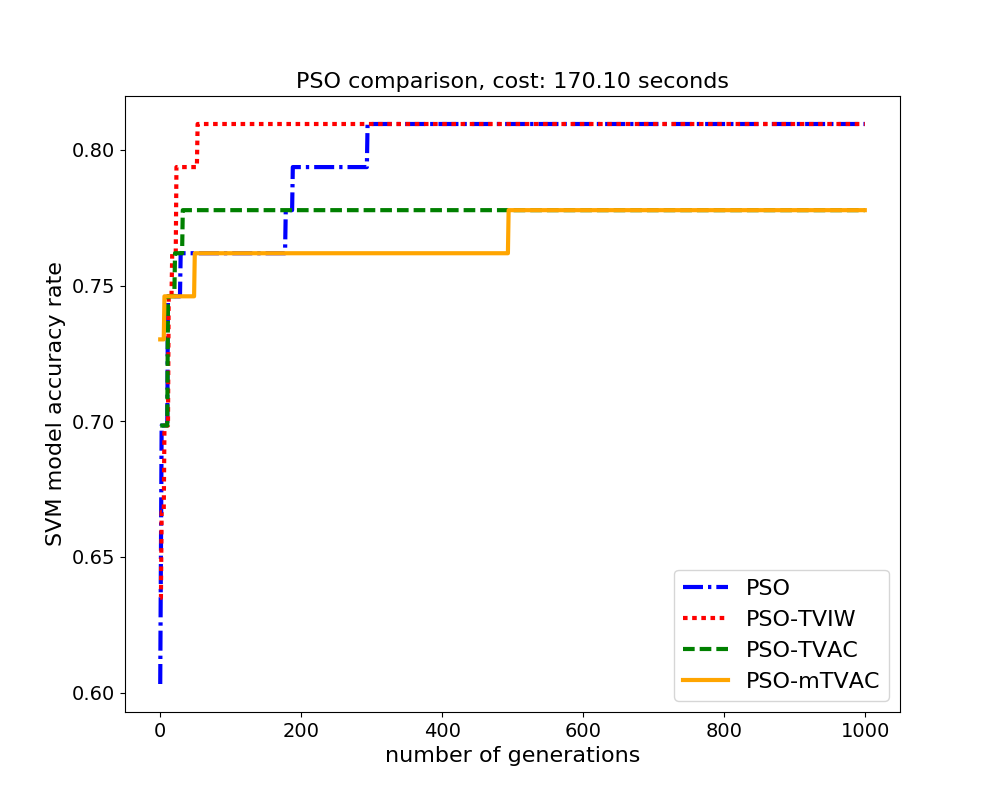 PSO comparison, cost: 170.10 seconds
SVM model accuracy rate
0.80
0.75
0.70
0.65
0.60
0 200 400 600 800 1000
number of generations
PSO
PSO-TVIW
PSO-TVAC
PSO-mTVAC